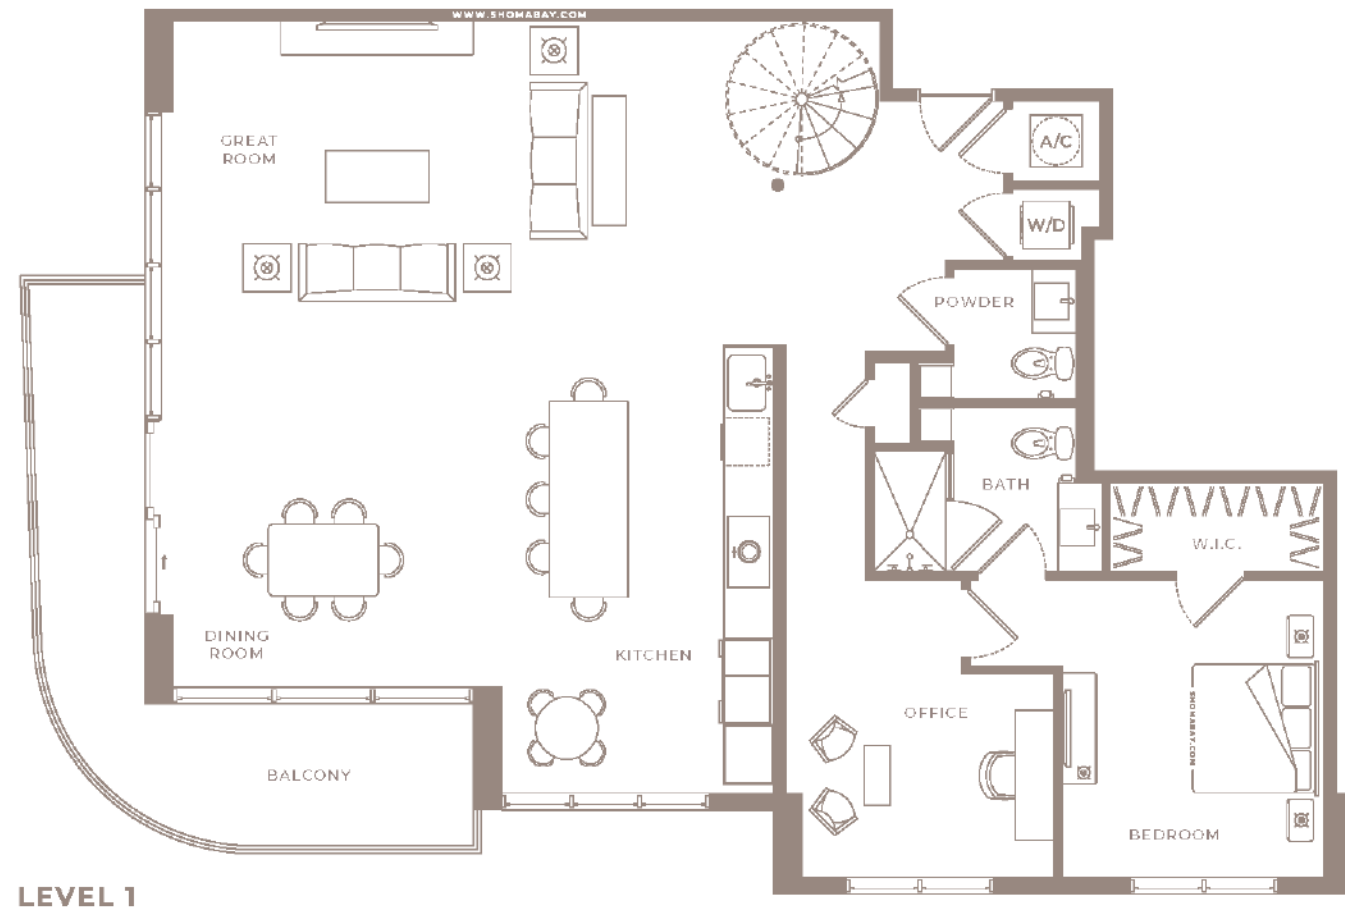 WWW.SHOMABAY.COM
GREAT
ROOM
A/C
W/D
POWDER
BATH
W.I.C.
DINING
ROOM
KITCHEN
OFFICE
SHOMABAY.COM
BALCONY
BEDROOM
LEVEL 1